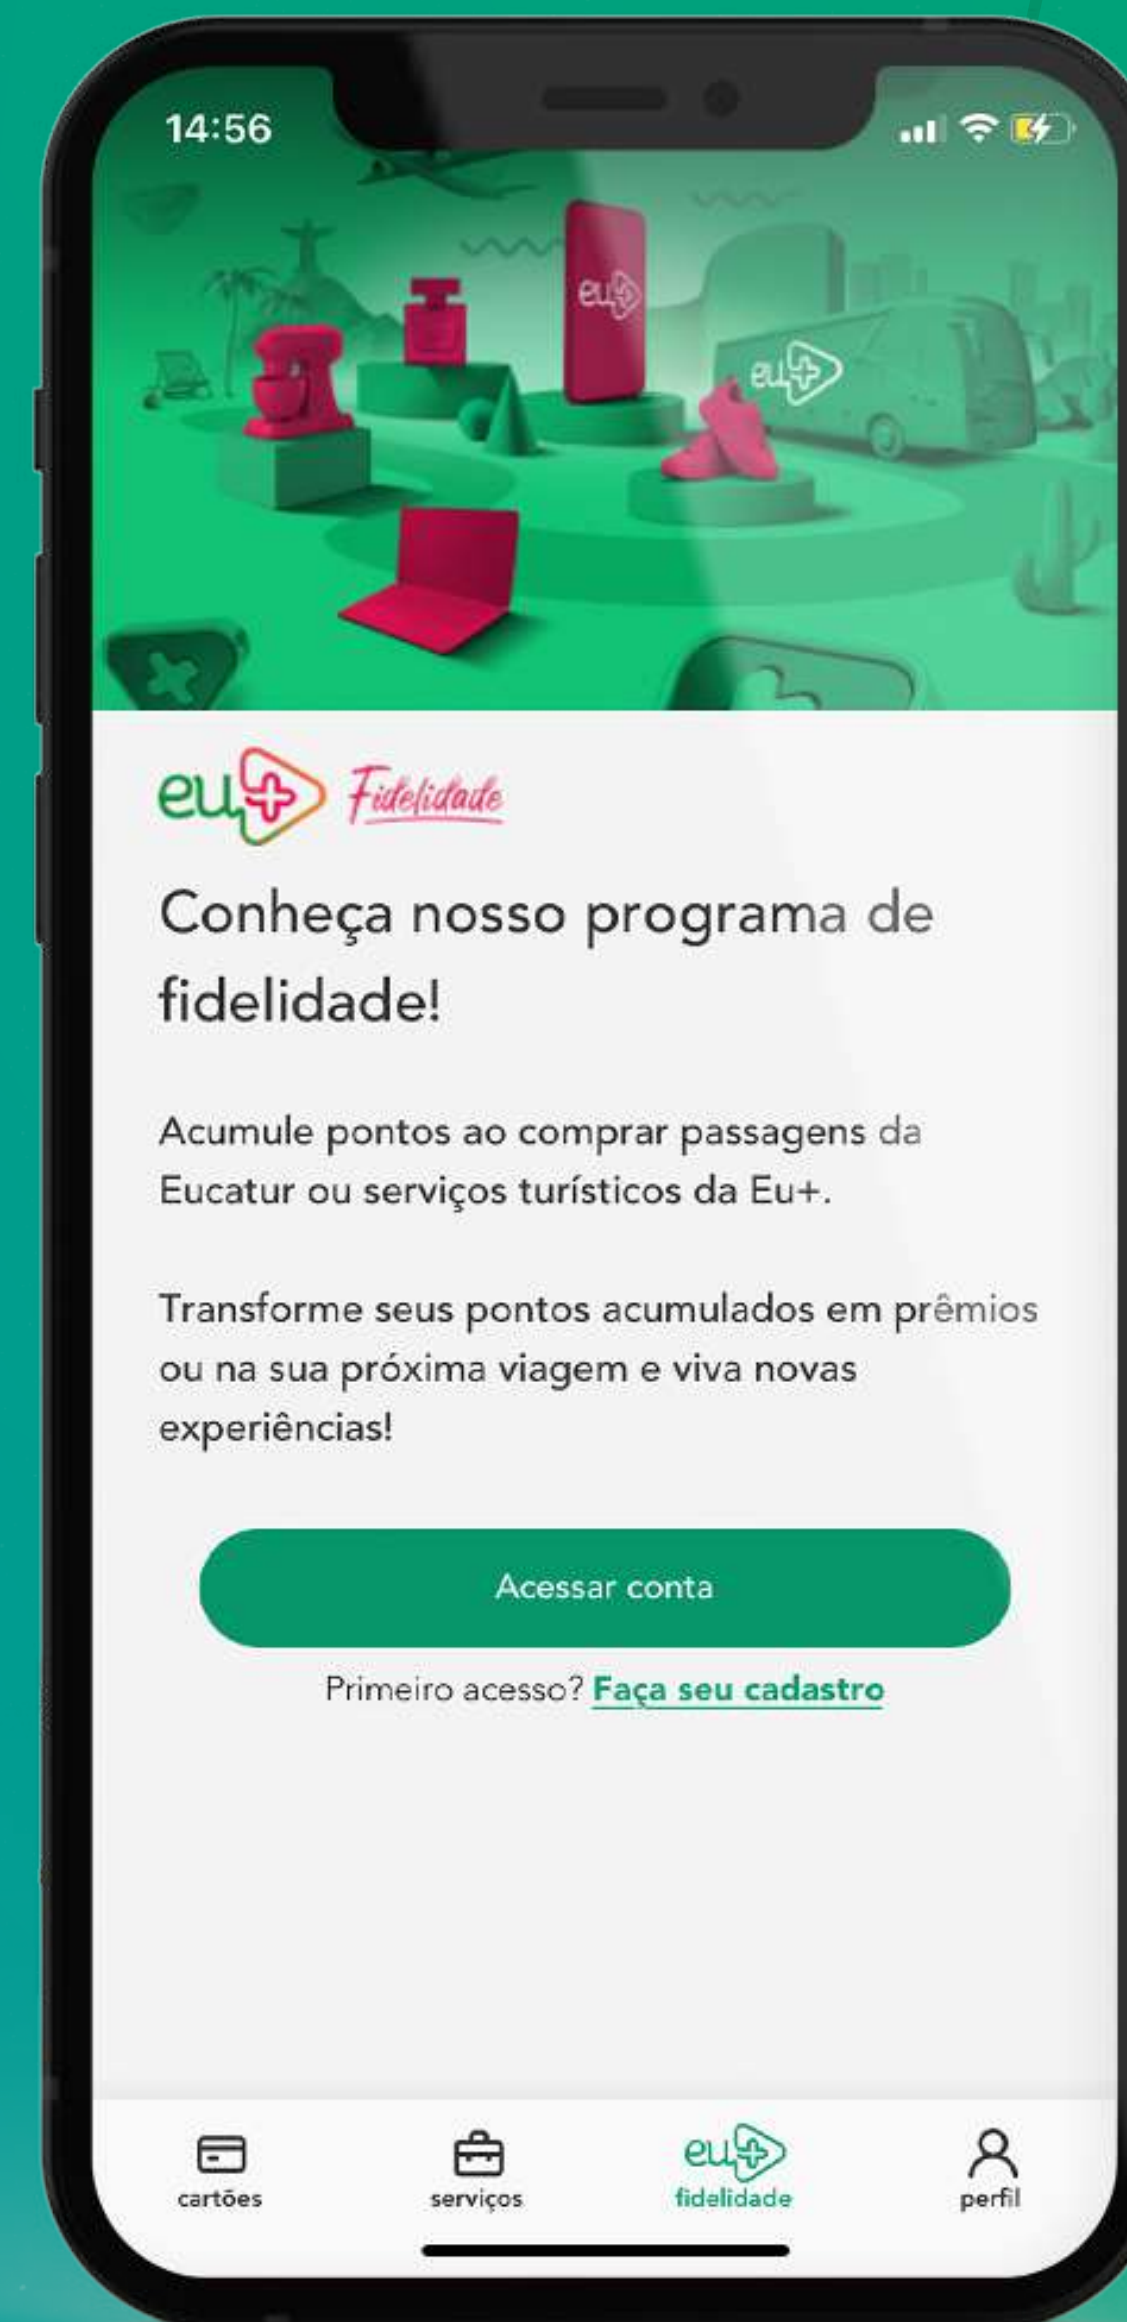 14:56
eu+
eu+
eu+ Fidelidade
Conheça nosso programa de
fidelidade!
Acumule pontos ao comprar passagens da
Eucatur ou serviços turísticos da Eu+.
Transforme seus pontos acumulados em prêmios
ou na sua próxima viagem e viva novas
experiências!
Acessar conta
Primeiro acesso? Faça seu cadastro
cartões
serviços
eu+
fidelidade
perfil